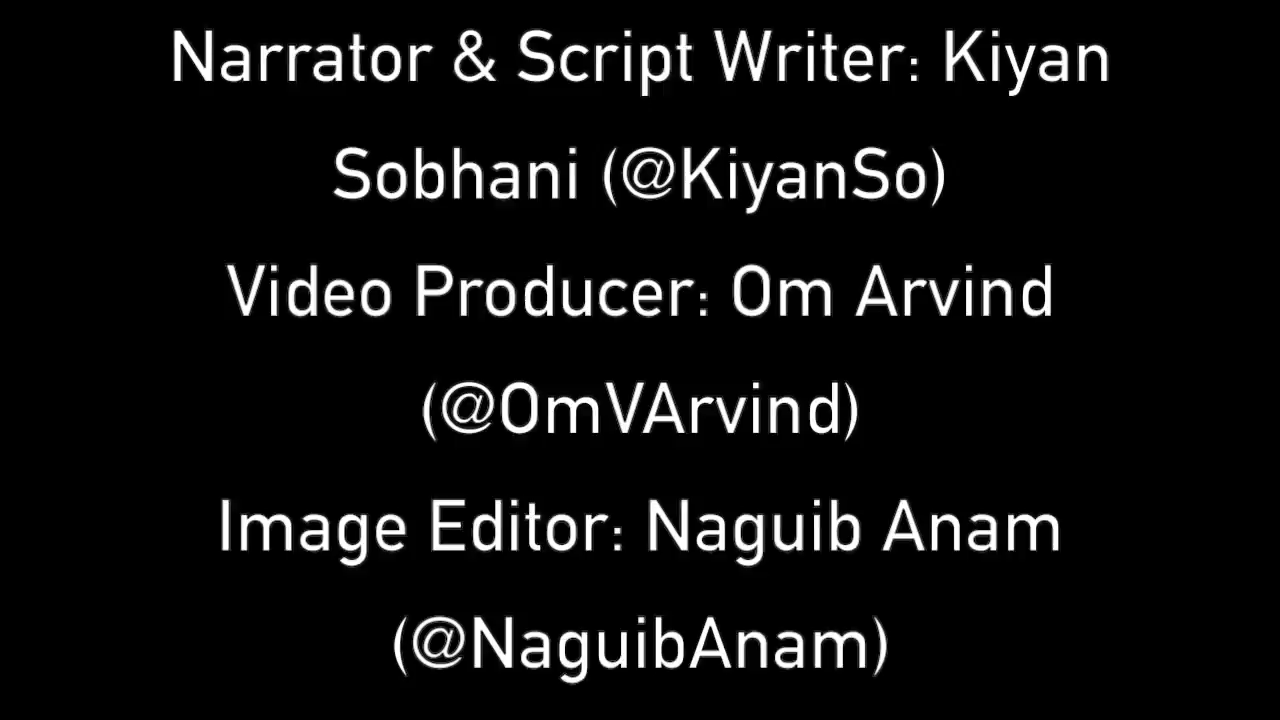 Narrator & Script Writer: Kiyan
Sobhani (@KiyanSo)
Video Producer: Om Arvind
(@OmVArvind)
Image Editor: Naguib Anam
(@NaguibAnam)